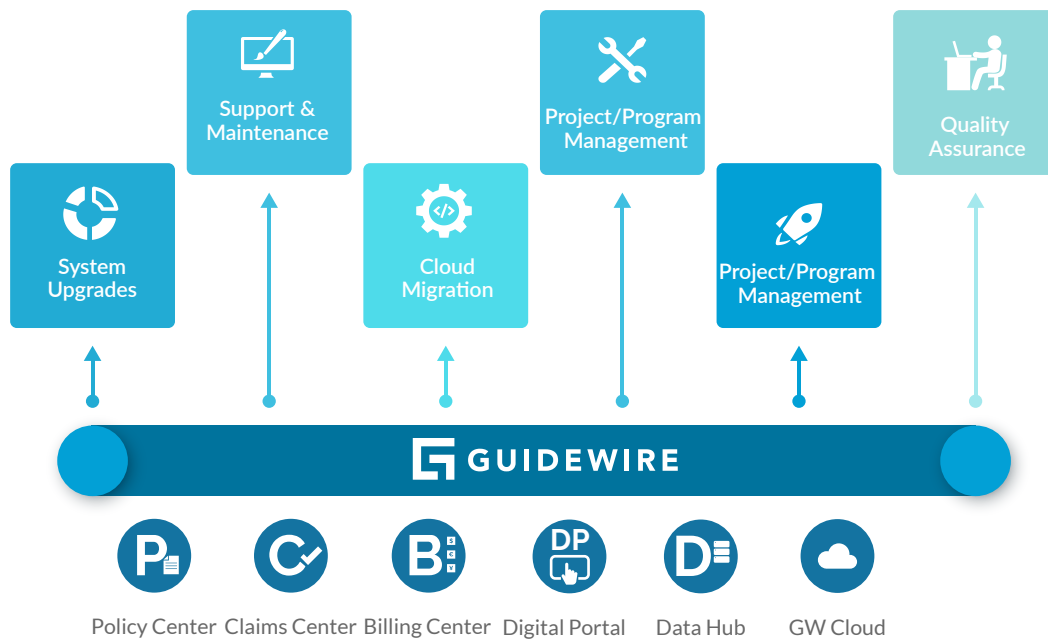 Support &
Maintenance
Project/Program
Management
Quality
Assurance
System
Upgrades
</>
Cloud
Migration
Project/Program
Management
GUIDEWIRE
P
C
B
$
€
¥
DP
D
Policy Center
Claims Center
Billing Center
Digital Portal
Data Hub
GW Cloud